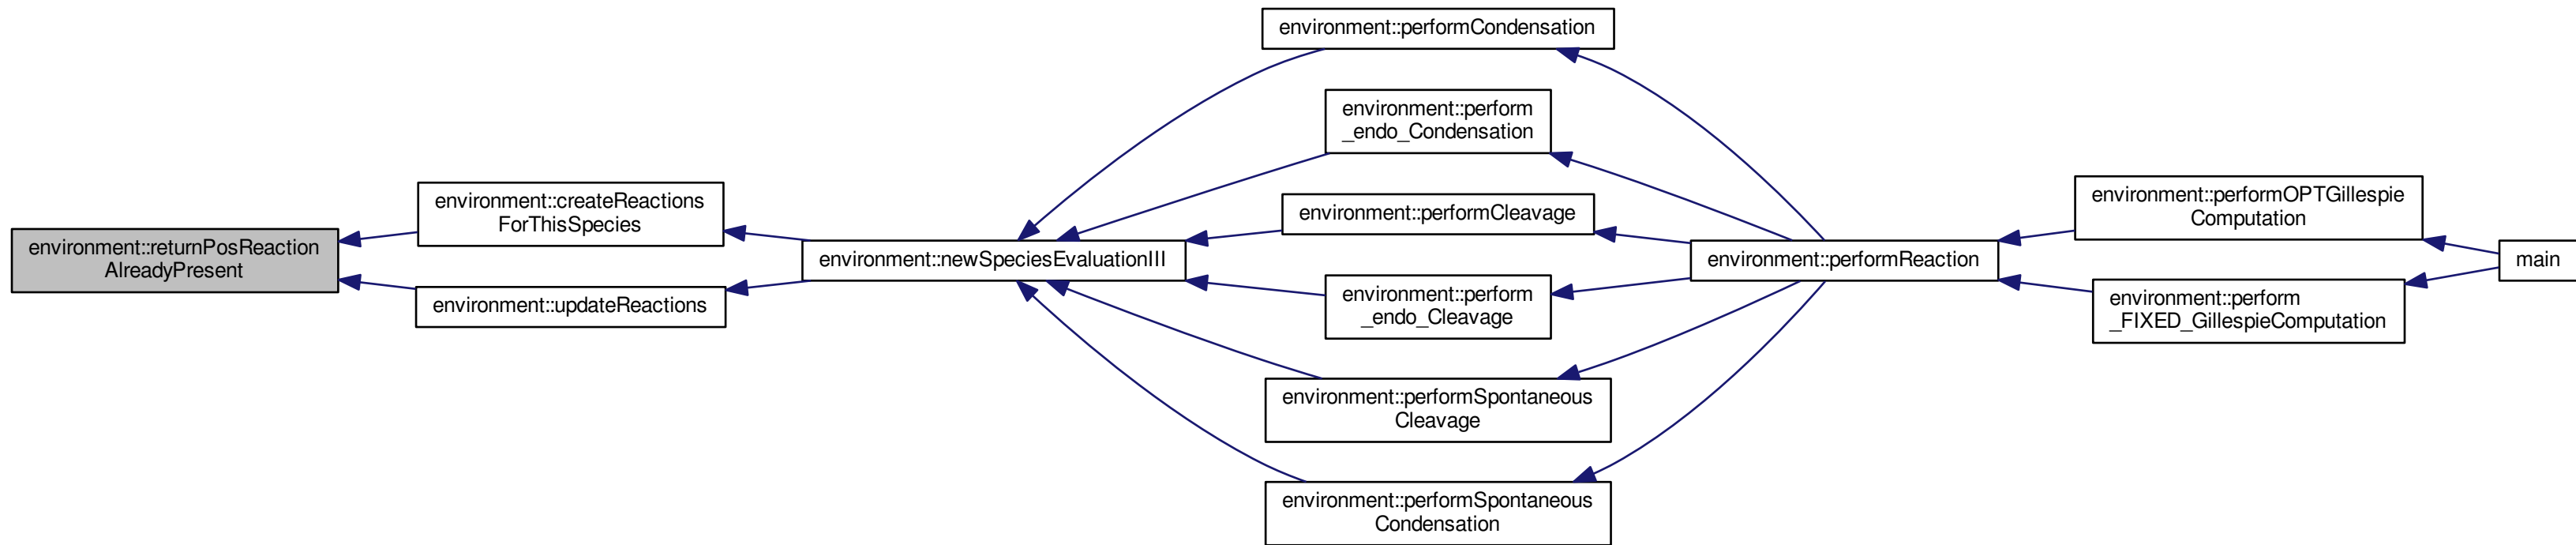 environment::returnPosReaction
AlreadyPresent
environment::createReactions
ForThisSpecies
environment::updateReactions
environment::newSpeciesEvaluationIII
environment::performCondensation
environment::perform
_endo_Condensation
environment::performCleavage
environment::perform
_endo_Cleavage
environment::performSpontaneous
Cleavage
environment::performSpontaneous
Condensation
environment::performReaction
environment::performOPTGillespie
Computation
environment::perform
_FIXED_GillespieComputation
main